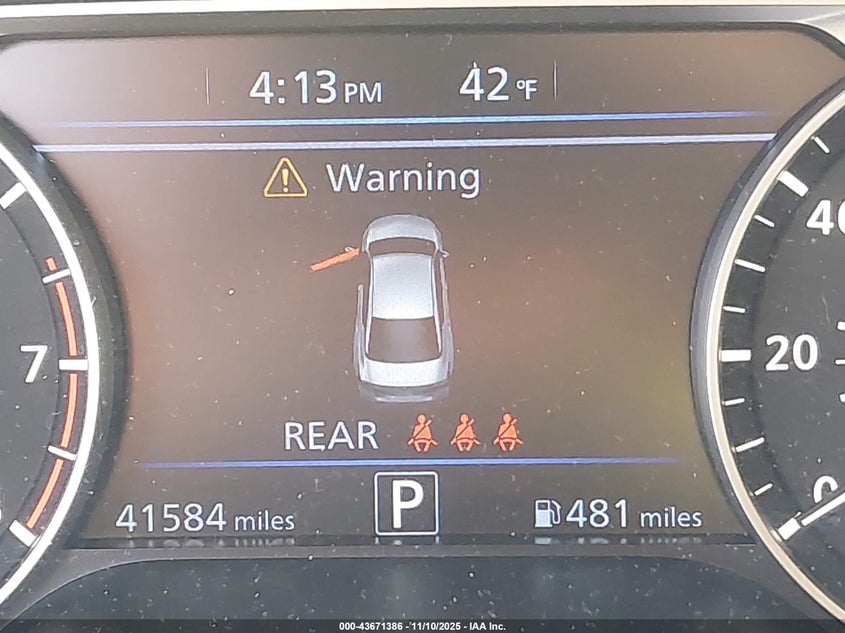 4:13 PM 42 °F
Warning
40
7
20
REAR
0
41584 miles P 481 miles
000-43671386 - 11/10/2025 - IAA Inc.